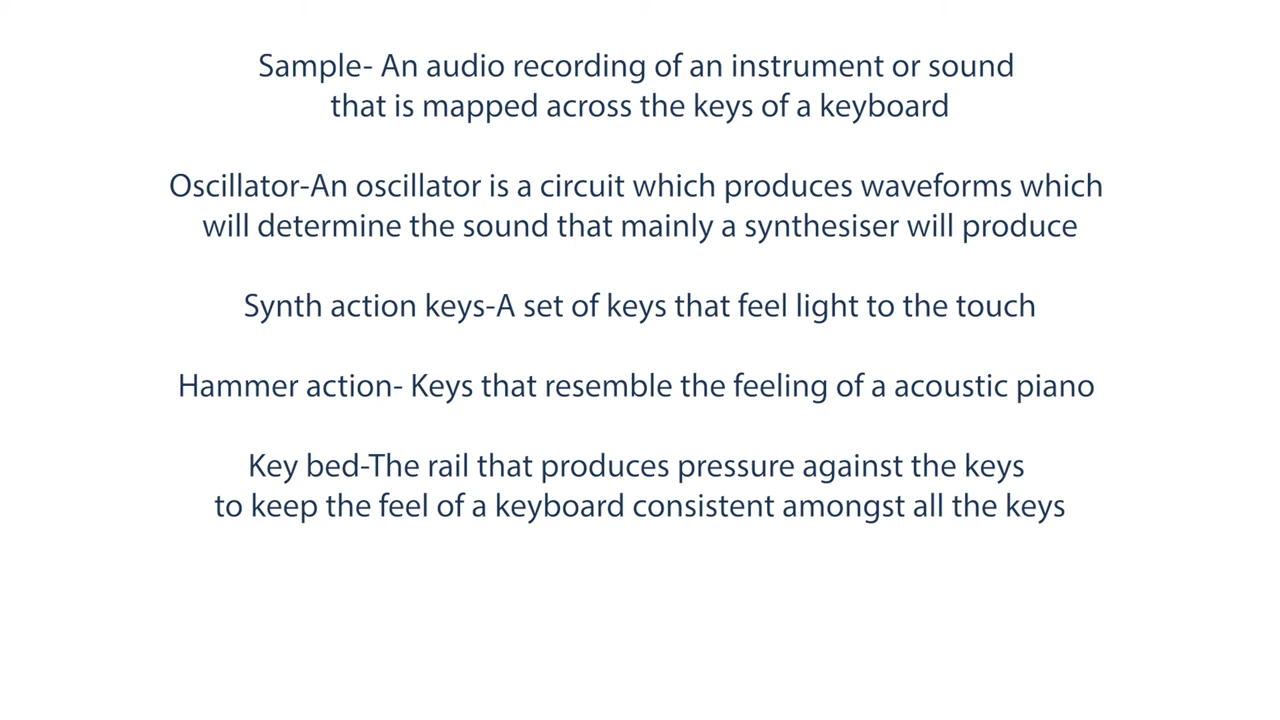 Sample- An audio recording of an instrument or sound
that is mapped across the keys of a keyboard
Oscillator-An oscillator is a circuit which produces waveforms which
will determine the sound that mainly a synthesiser will produce
Synth action keys-A set of keys that feel light to the touch
Hammer action- Keys that resemble the feeling of a acoustic piano
Key bed-The rail that produces pressure against the keys
to keep the feel of a keyboard consistent amongst all the keys